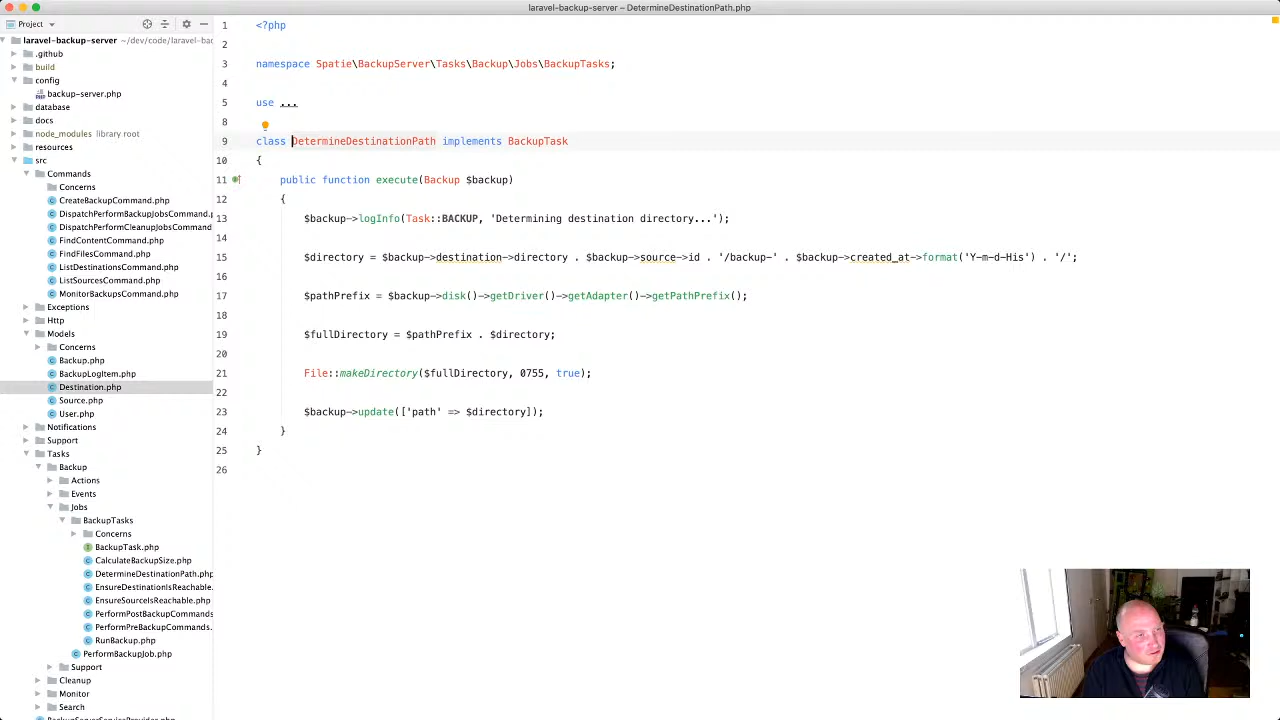 laravel-backup-server – DetermineDestinationPath.php
Project
laravel-backup-server ~/dev/code/laravel-bac
.github
build
config
backup-server.php
database
docs
node_modules library root
resources
src
Commands
Concerns
CreateBackupCommand.php
DispatchPerformBackupJobsCommand.p
DispatchPerformCleanupJobsCommand
FindContentCommand.php
FindFilesCommand.php
ListDestinationsCommand.php
ListSourcesCommand.php
MonitorBackupsCommand.php
Exceptions
Http
Models
Concerns
Backup.php
BackupLogItem.php
Destination.php
Source.php
User.php
Notifications
Support
Tasks
Backup
Actions
Events
Jobs
BackupTasks
Concerns
BackupTask.php
CalculateBackupSize.php
DetermineDestinationPath.php
EnsureDestinationIsReachable.
EnsureSourceIsReachable.php
PerformPostBackupCommands
PerformPreBackupCommands.
RunBackup.php
PerformBackupJob.php
Support
Cleanup
Monitor
Search
BackupServerServiceProvider.php
1 <?php
2
3 namespace Spatie\BackupServer\Tasks\Backup\Jobs\BackupTasks;
4
5 use ...
8
9 class DetermineDestinationPath implements BackupTask
10 {
11 public function execute(Backup $backup)
12 {
13 $backup->logInfo(Task::BACKUP, 'Determining destination directory...');
14
15 $directory = $backup->destination->directory . $backup->source->id . '/backup-' . $backup->created_at->format('Y-m-d-His') . '/';
16
17 $pathPrefix = $backup->disk()->getDriver()->getAdapter()->getPathPrefix();
18
19 $fullDirectory = $pathPrefix . $directory;
20
21 File::makeDirectory($fullDirectory, 0755, true);
22
23 $backup->update(['path' => $directory]);
24 }
25 }
26